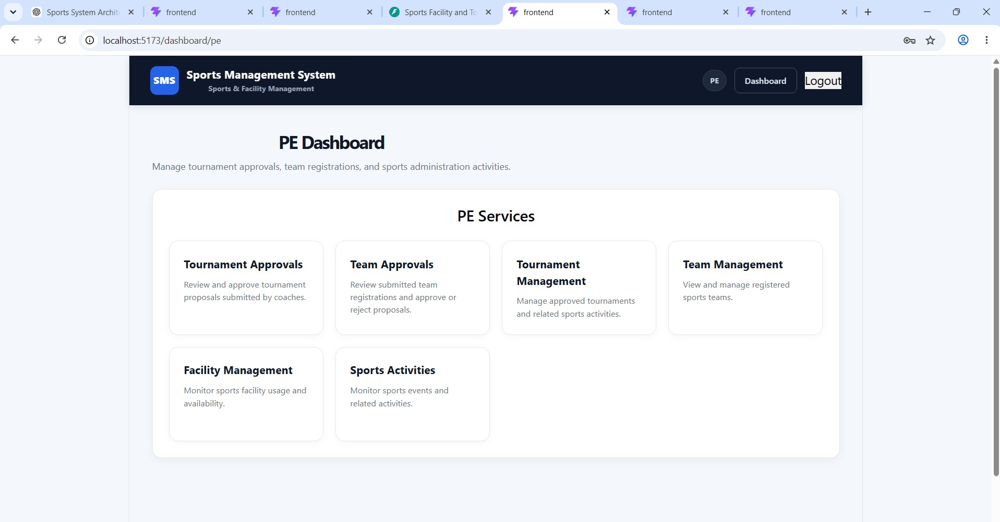 Sports System Archit
frontend
frontend
Sports Facility and To
frontend
frontend
frontend
localhost:5173/dashboard/pe
SMS
Sports Management System
Sports & Facility Management
PE
Dashboard
Logout
PE Dashboard
Manage tournament approvals, team registrations, and sports administration activities.
PE Services
Tournament Approvals
Review and approve tournament
proposals submitted by coaches.
Team Approvals
Review submitted team
registrations and approve or
reject proposals.
Tournament
Management
Manage approved tournaments
and related sports activities.
Team Management
View and manage registered
sports teams.
Facility Management
Monitor sports facility usage and
availability.
Sports Activities
Monitor sports events and
related activities.